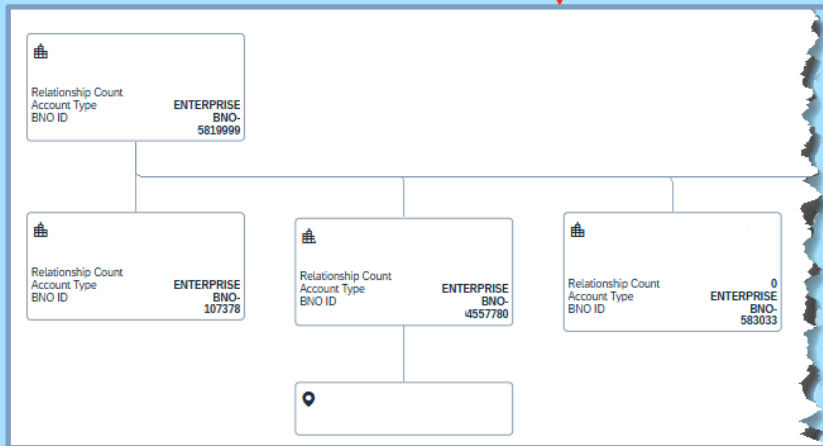 Relationship Count
Account Type ENTERPRISE
BNO ID BNO-
5819999
Relationship Count
Account Type ENTERPRISE
BNO ID BNO-
107378
Relationship Count
Account Type ENTERPRISE
BNO ID BNO-
4557780
Relationship Count 0
Account Type ENTERPRISE
BNO ID BNO-
583033